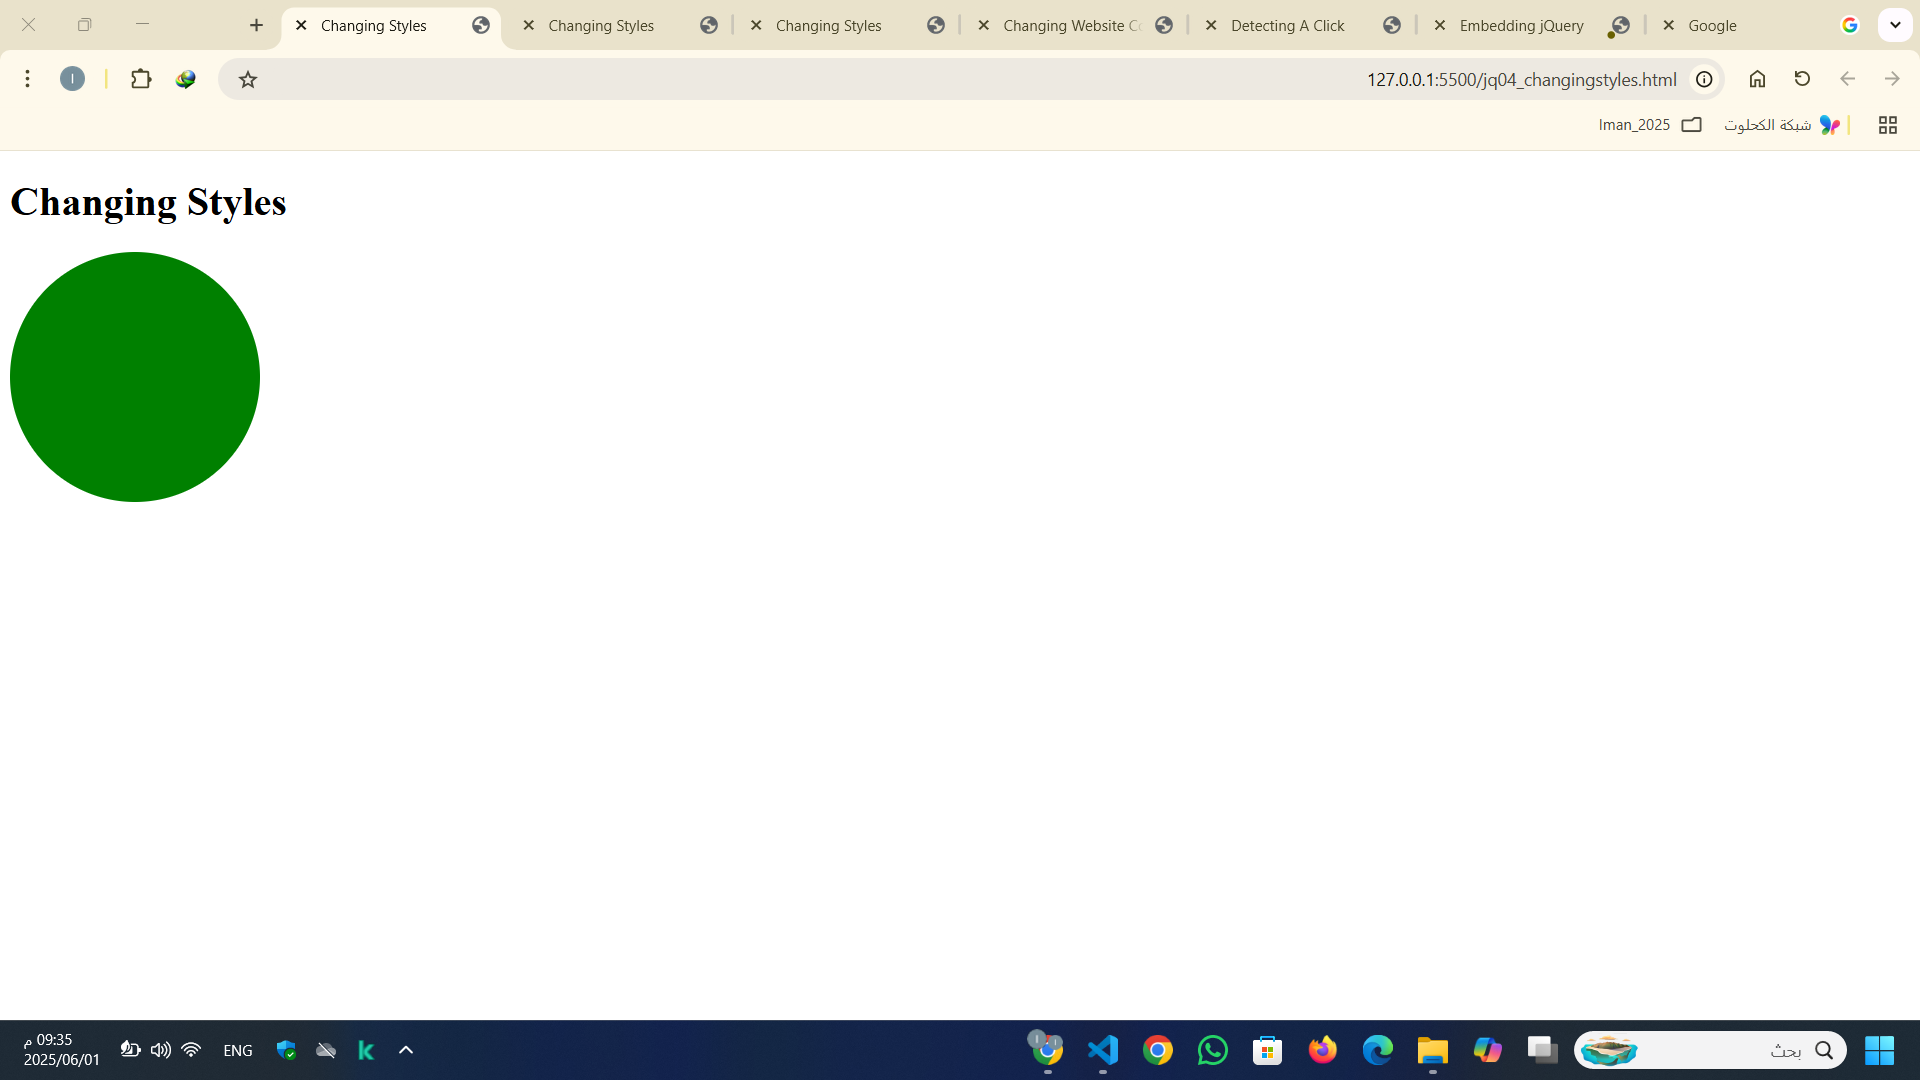 Changing Styles
Changing Styles
Changing Styles
Changing Website Co
Detecting A Click
Embedding jQuery
Google
I
127.0.0.1:5500/jq04_changingstyles.html
Iman_2025
شبكة الكحلوت
Changing Styles
09:35 م
2025/06/01
ENG
بحث